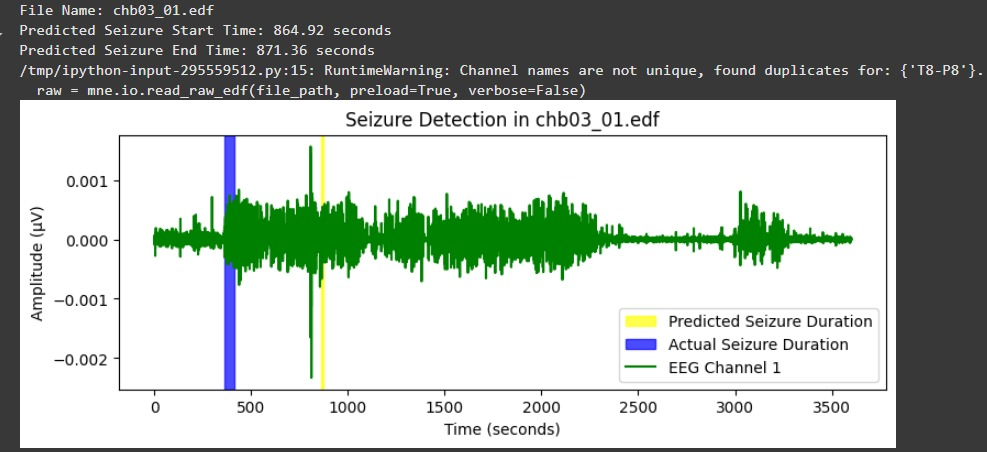 File Name: chb03_01.edf
Predicted Seizure Start Time: 864.92 seconds
Predicted Seizure End Time: 871.36 seconds
/tmp/ipython-input-295559512.py:15: RuntimeWarning: Channel names are not unique, found duplicates for: {'T8-P8'}.
raw = mne.io.read_raw_edf(file_path, preload=True, verbose=False)
Seizure Detection in chb03_01.edf
Amplitude (µV)
0.001
0.000
−0.001
−0.002
Predicted Seizure Duration
Actual Seizure Duration
EEG Channel 1
0 500 1000 1500 2000 2500 3000 3500
Time (seconds)